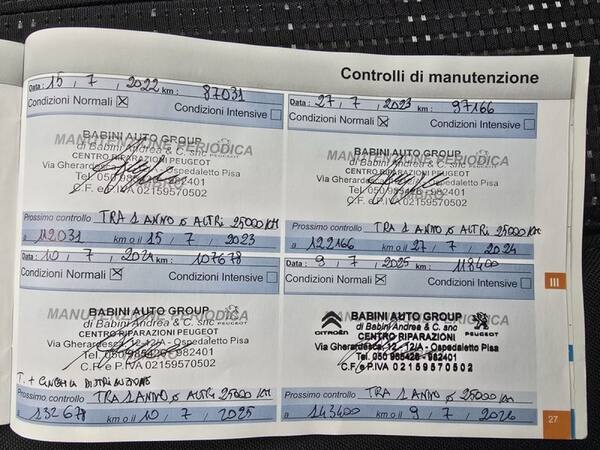 Controlli di manutenzione
Data : 15 , 7 , 2022 km : 87031
Condizioni Normali ☒ Condizioni Intensive ☐
MANUTENZIONE PERIODICA
BABINI AUTO GROUP
di Babini Andrea & C. snc PEUGEOT
CENTRO RIPARAZIONI PEUGEOT
Via Gherardesca, Ospedaletto Pisa
Tel. 050 982401
C.F. e P.IVA 02159570502
Prossimo controllo TRA 1 ANNO O ALTRI 25000 KM
a 112031 km o il 15 , 7 , 2023
Data : 27 , 7 , 2023 km : 97166
Condizioni Normali ☒ Condizioni Intensive ☐
MANUTENZIONE PERIODICA
BABINI AUTO GROUP
di Babini Andrea & C. snc PEUGEOT
CENTRO RIPARAZIONI PEUGEOT
Via Gherardesca, Ospedaletto Pisa
Tel. 050 982401
C.F. e P.IVA 02159570502
Prossimo controllo TRA 1 ANNO O ALTRI 25000 KM
a 122166 km o il 27 , 7 , 2024
Data : 10 , 7 , 2024 km : 107678
Condizioni Normali ☒ Condizioni Intensive ☐
MANUTENZIONE PERIODICA
BABINI AUTO GROUP
di Babini Andrea & C. snc PEUGEOT
CENTRO RIPARAZIONI PEUGEOT
Via Gherardesca, Ospedaletto Pisa
Tel. 050 982401
C.F. e P.IVA 02159570502
T. + CINGHIA DISTRIBUZIONE
Prossimo controllo TRA 1 ANNO O ALTRI 25000 KM
a 132678 km o il 10 , 7 , 2025
Data : 9 , 7 , 2025 km : 118400
Condizioni Normali ☒ Condizioni Intensive ☐
MANUTENZIONE PERIODICA
BABINI AUTO GROUP
di Babini Andrea & C. snc
CITROËN CENTRO RIPARAZIONI PEUGEOT
Via Gherardesca, 12/A - Ospedaletto Pisa
Tel. 050 985428 - 982401
C.F. e P.IVA 02159570502
Prossimo controllo TRA 1 ANNO O ALTRI 25000 KM
a 143400 km o il 9 , 7 , 2026
III
27